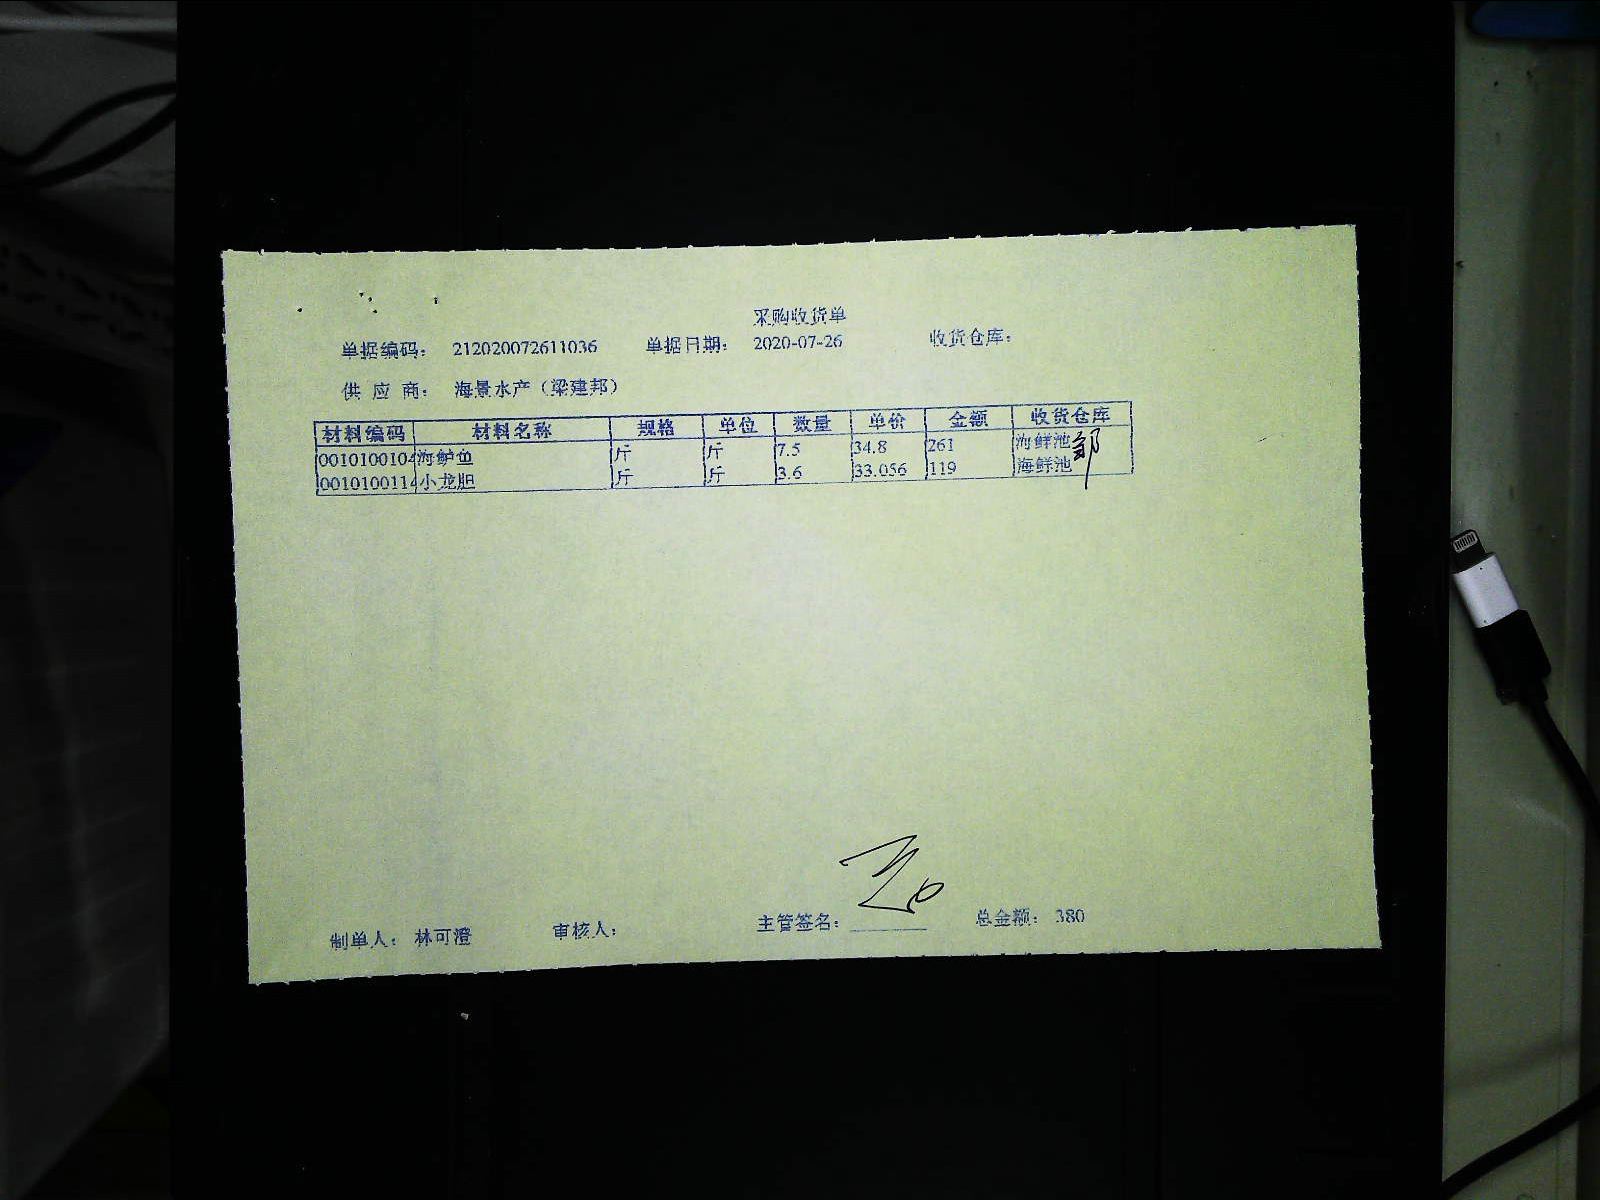 采购收货单
单据编码： 212020072611036 单据日期： 2020-07-26 收货仓库：
供 应 商： 海景水产（梁建邦）
材料编码 材料名称 规格 单位 数量 单价 金额 收货仓库
0010100104 海鲈鱼 斤 斤 7.5 34.8 261 海鲜池
0010100114 小龙胆 斤 斤 3.6 33.056 119 海鲜池
制单人： 林可澄 审核人： 主管签名： 总金额： 380